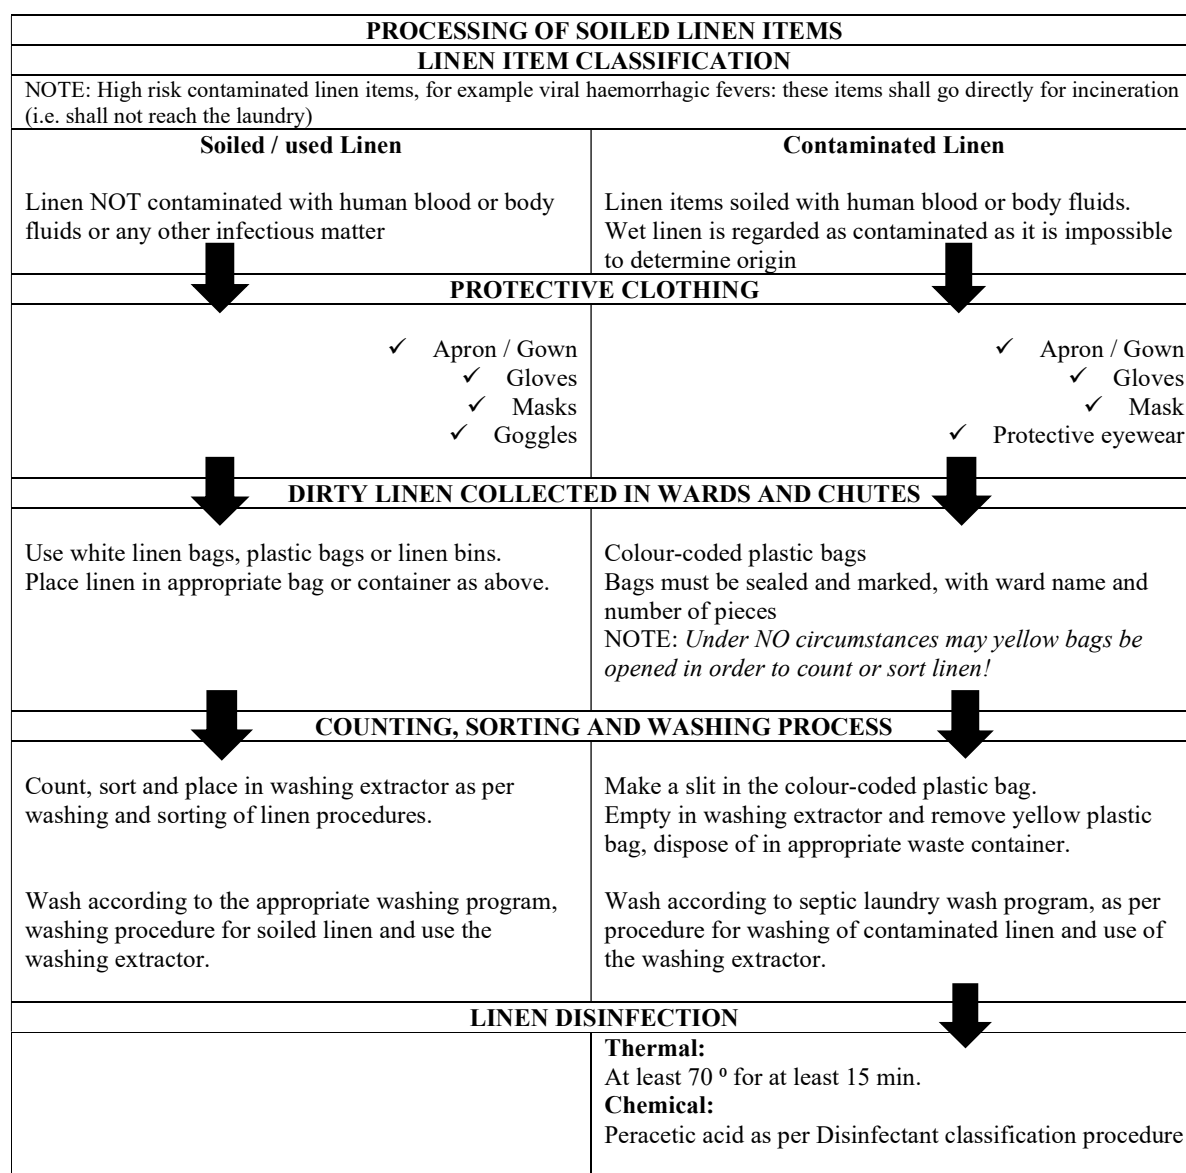 PROCESSING OF SOILED LINEN ITEMS
LINEN ITEM CLASSIFICATION
NOTE: High risk contaminated linen items, for example viral haemorrhagic fevers: these items shall go directly for incineration
(i.e. shall not reach the laundry)
Soiled / used Linen
Linen NOT contaminated with human blood or body
fluids or any other infectious matter
Contaminated Linen
Linen items soiled with human blood or body fluids.
Wet linen is regarded as contaminated as it is impossible
to determine origin
PROTECTIVE CLOTHING
✓ Apron / Gown
✓ Gloves
✓ Masks
✓ Goggles
✓ Apron / Gown
✓ Gloves
✓ Mask
✓ Protective eyewear
DIRTY LINEN COLLECTED IN WARDS AND CHUTES
Use white linen bags, plastic bags or linen bins.
Place linen in appropriate bag or container as above.
Colour-coded plastic bags
Bags must be sealed and marked, with ward name and
number of pieces
NOTE: Under NO circumstances may yellow bags be
opened in order to count or sort linen!
COUNTING, SORTING AND WASHING PROCESS
Count, sort and place in washing extractor as per
washing and sorting of linen procedures.
Wash according to the appropriate washing program,
washing procedure for soiled linen and use the
washing extractor.
Make a slit in the colour-coded plastic bag.
Empty in washing extractor and remove yellow plastic
bag, dispose of in appropriate waste container.
Wash according to septic laundry wash program, as per
procedure for washing of contaminated linen and use of
the washing extractor.
LINEN DISINFECTION
Thermal:
At least 70 º for at least 15 min.
Chemical:
Peracetic acid as per Disinfectant classification procedure